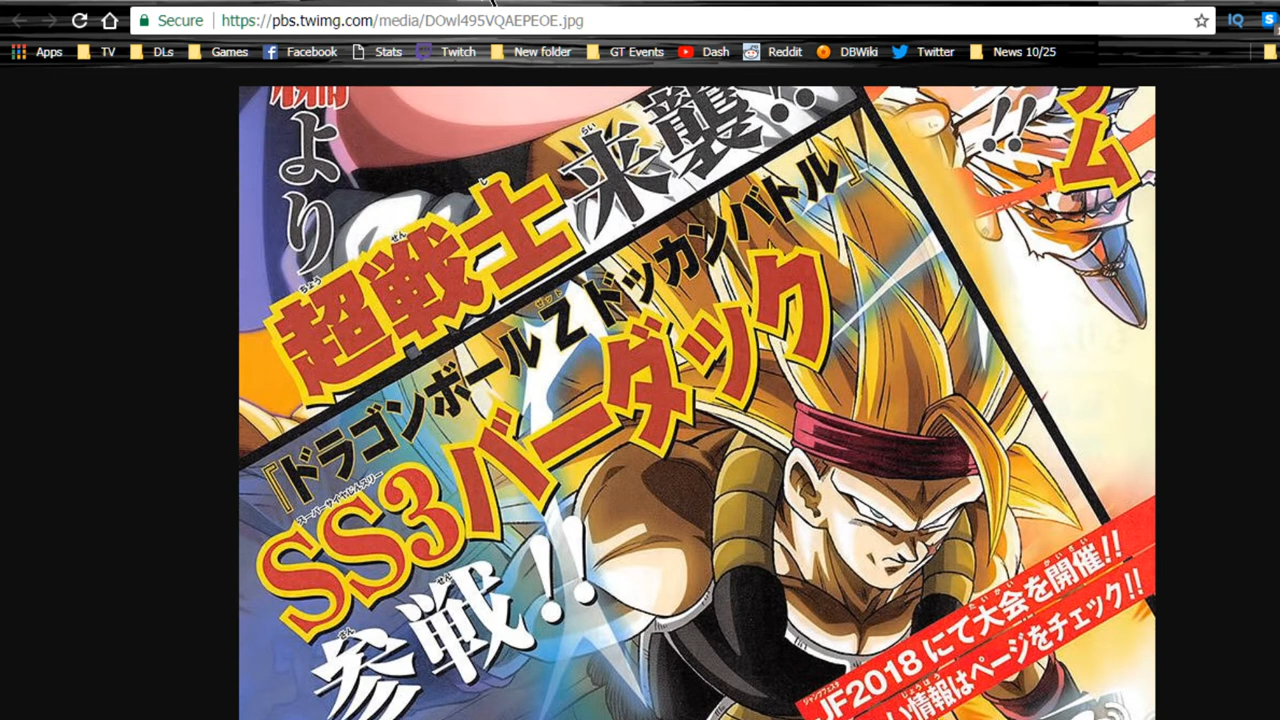 Secure https://pbs.twimg.com/media/DOwl495VQAEPEOE.jpg IQ S
Apps TV DLs Games Facebook Stats Twitch New folder GT Events Dash Reddit DBWiki Twitter News 10/25
編より
超戦士来襲!!
『ドラゴンボールZ ドッカンバトル』
SS3バーダック
参戦!!
ム
!!
JF2018にて大会を開催!!
い情報はページをチェック!!